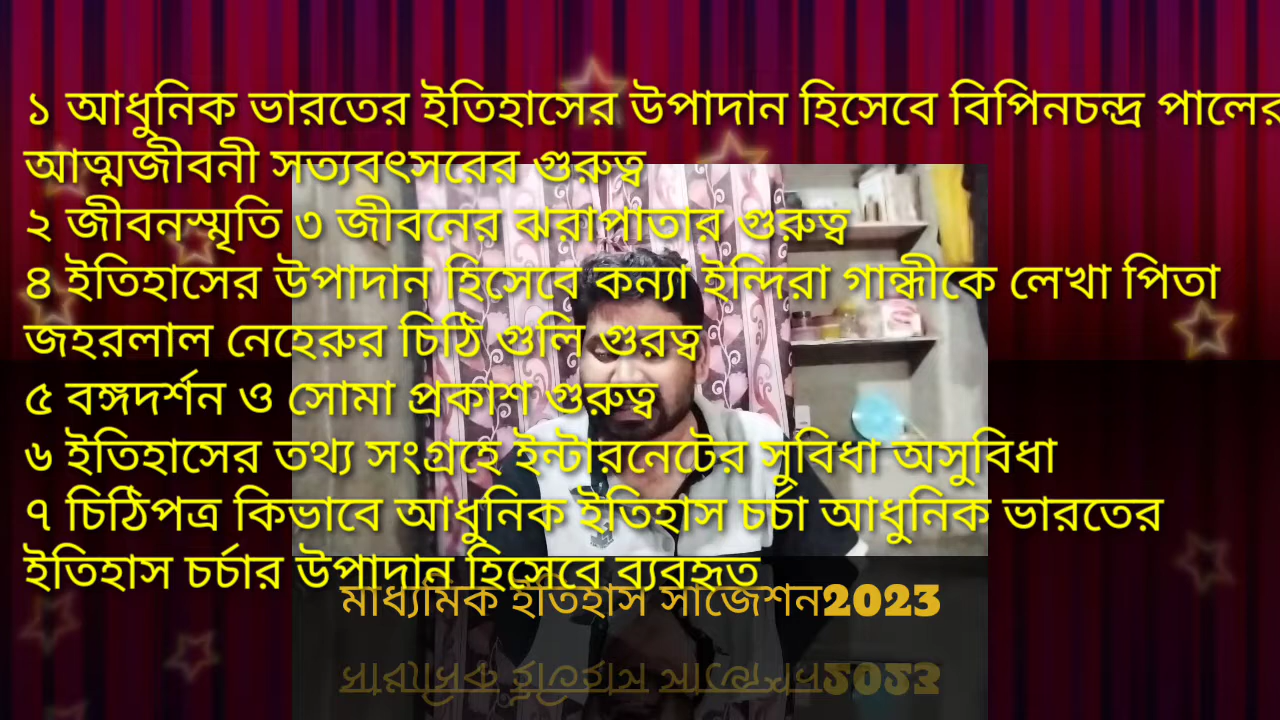 ১ আধুনিক ভারতের ইতিহাসের উপাদান হিসেবে বিপিনচন্দ্র পালের
আত্মজীবনী সত্যবৎসরের গুরুত্ব
২ জীবনস্মৃতি ৩ জীবনের ঝরাপাতার গুরুত্ব
৪ ইতিহাসের উপাদান হিসেবে কন্যা ইন্দিরা গান্ধীকে লেখা পিতা
জহরলাল নেহেরুর চিঠি গুলি গুরত্ব
৫ বঙ্গদর্শন ও সোমা প্রকাশ গুরুত্ব
৬ ইতিহাসের তথ্য সংগ্রহে ইন্টারনেটের সুবিধা অসুবিধা
৭ চিঠিপত্র কিভাবে আধুনিক ইতিহাস চর্চা আধুনিক ভারতের
ইতিহাস চর্চার উপাদান হিসেবে ব্যবহৃত
মাধ্যমিক ইতিহাস সাজেশন2023